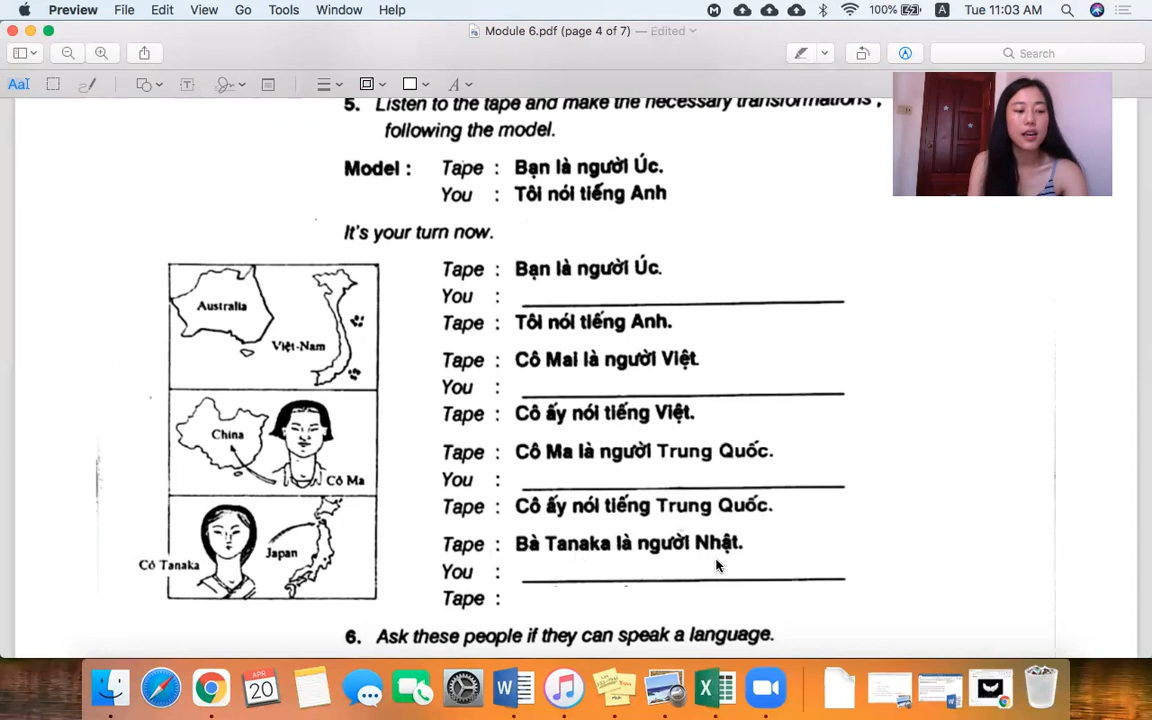 Preview File Edit View Go Tools Window Help 100% A Tue 11:03 AM
Module 6.pdf (page 4 of 7) — Edited
Search
5. Listen to the tape and make the necessary transformations,
following the model.
Model : Tape : Bạn là người Úc.
You : Tôi nói tiếng Anh
It's your turn now.
Tape : Bạn là người Úc.
You :
Tape : Tôi nói tiếng Anh.
Tape : Cô Mai là người Việt.
You :
Tape : Cô ấy nói tiếng Việt.
Tape : Cô Ma là người Trung Quốc.
You :
Tape : Cô ấy nói tiếng Trung Quốc.
Tape : Bà Tanaka là người Nhật.
You :
Tape :
6. Ask these people if they can speak a language.
Australia
Việt-Nam
China
Cô Ma
Cô Tanaka
Japan
APR
20